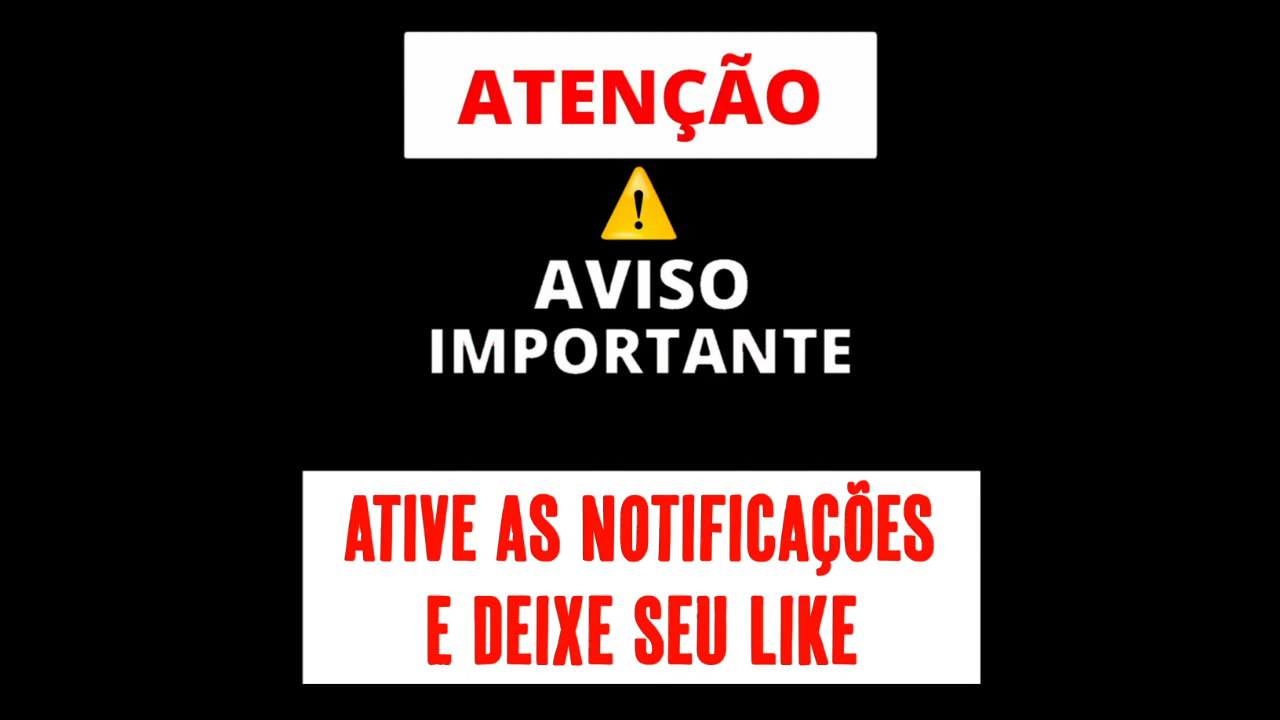 ATENÇÃO
AVISO
IMPORTANTE
ATIVE AS NOTIFICAÇÕES
E DEIXE SEU LIKE